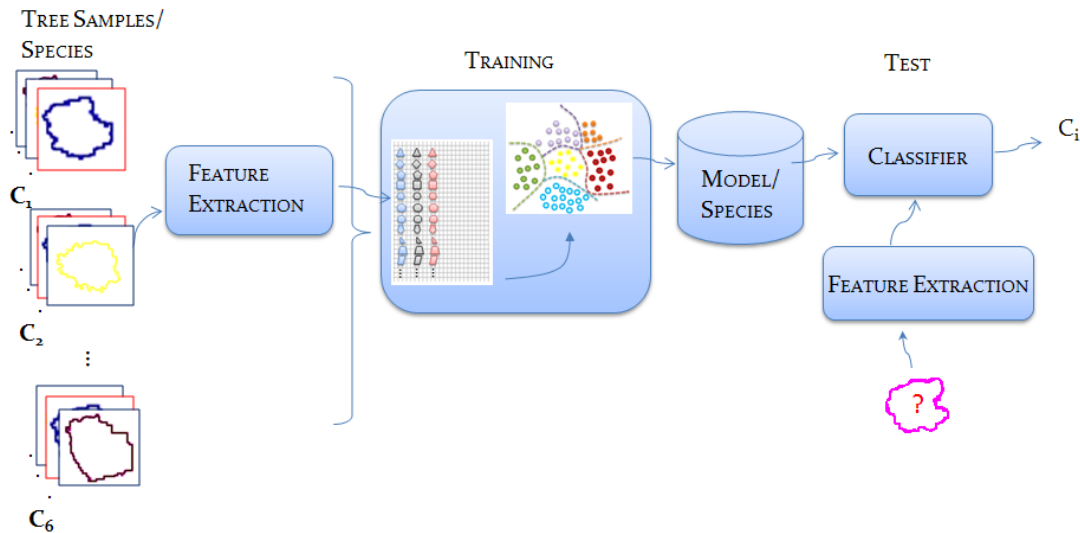 Tree Samples/
Species
C1
C2
⋮
C6
Feature
Extraction
Training
Model/
Species
Test
Classifier
Ci
Feature Extraction
?